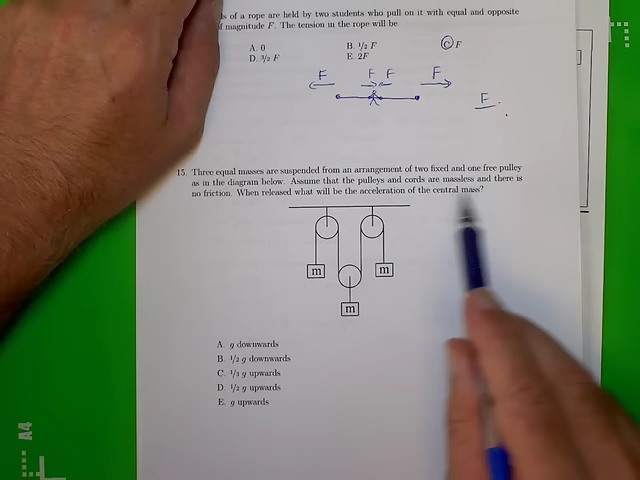 s of a rope are held by two students who pull on it with equal and opposite
of magnitude F. The tension in the rope will be
A. 0
B. 1/2 F
C F
D. 3/2 F
E. 2F
F F F F
F
15. Three equal masses are suspended from an arrangement of two fixed and one free pulley
as in the diagram below. Assume that the pulleys and cords are massless and there is
no friction. When released what will be the acceleration of the central mass?
m m
m
A. g downwards
B. 1/2 g downwards
C. 1/3 g upwards
D. 1/2 g upwards
E. g upwards
A4